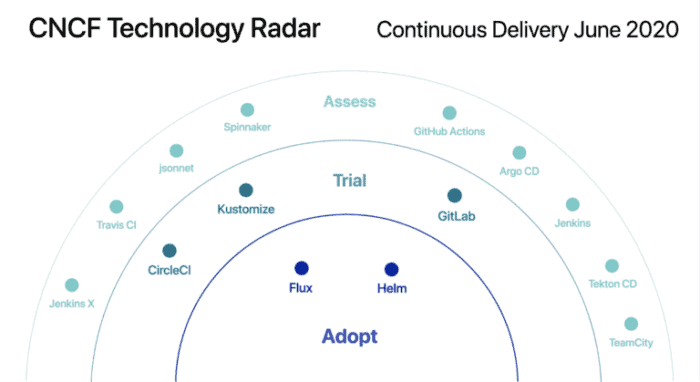 CNCF Technology Radar
Continuous Delivery June 2020
Assess
Spinnaker
GitHub Actions
jsonnet
Argo CD
Travis CI
Jenkins
Jenkins X
Tekton CD
TeamCity
Trial
Kustomize
GitLab
CircleCI
Flux
Helm
Adopt